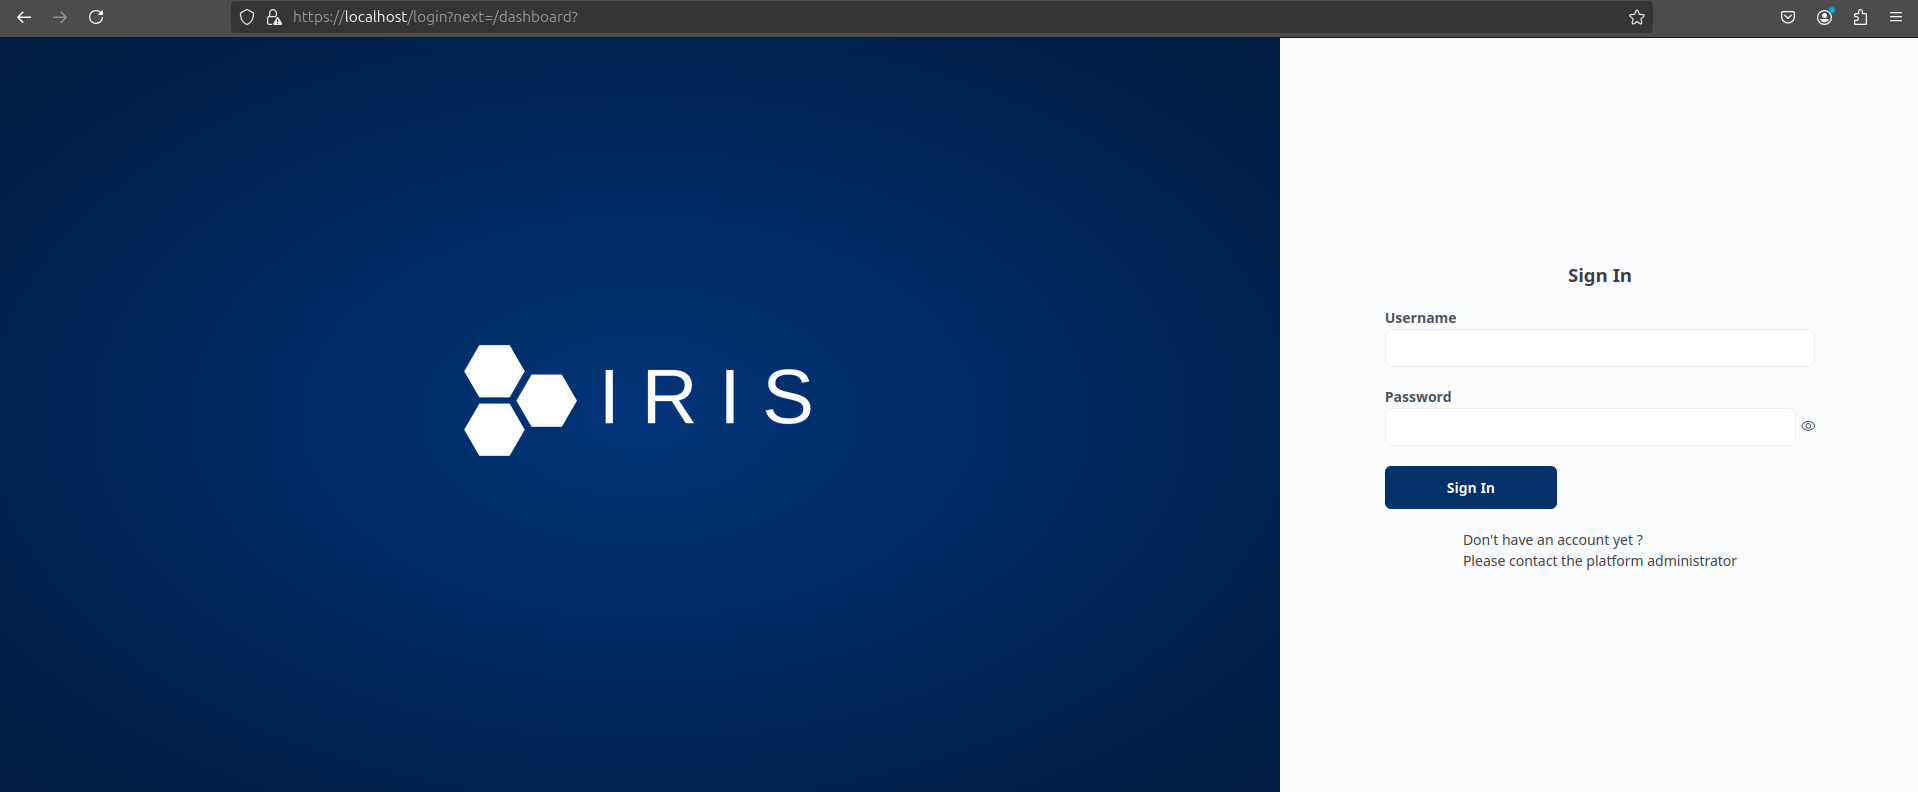 https://localhost/login?next=/dashboard?
IRIS
Sign In
Username
Password
Sign In
Don't have an account yet ?
Please contact the platform administrator